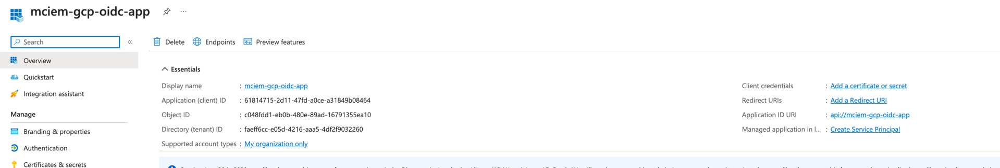 mciem-gcp-oidc-app
Search
Delete
Endpoints
Preview features
Overview
Quickstart
Integration assistant
Manage
Branding & properties
Authentication
Certificates & secrets
Essentials
Display name : mciem-gcp-oidc-app
Application (client) ID : 61814715-2d11-47fd-a0ce-a31849b08464
Object ID : c048fdd1-eb0b-480e-89ad-16791355ea10
Directory (tenant) ID : faeff6cc-e05d-4216-aaa5-4df2f9032260
Supported account types : My organization only
Client credentials : Add a certificate or secret
Redirect URIs : Add a Redirect URI
Application ID URI : api://mciem-gcp-oidc-app
Managed application in l... : Create Service Principal